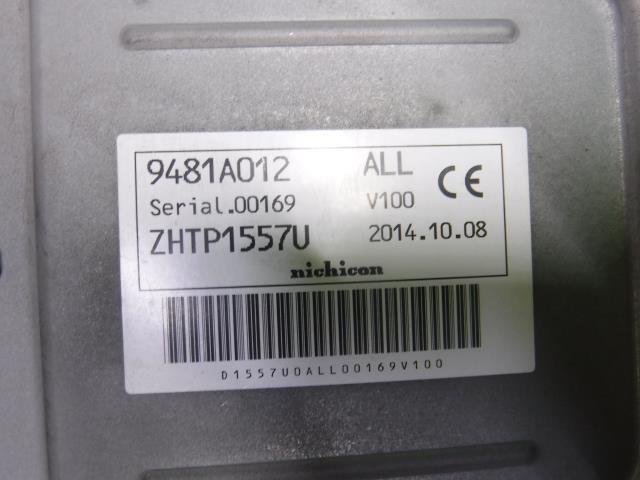 9481A012 ALL CE
Serial.00169 V100
ZHTP1557U 2014.10.08
nichicon
D1557U0ALL00169V100